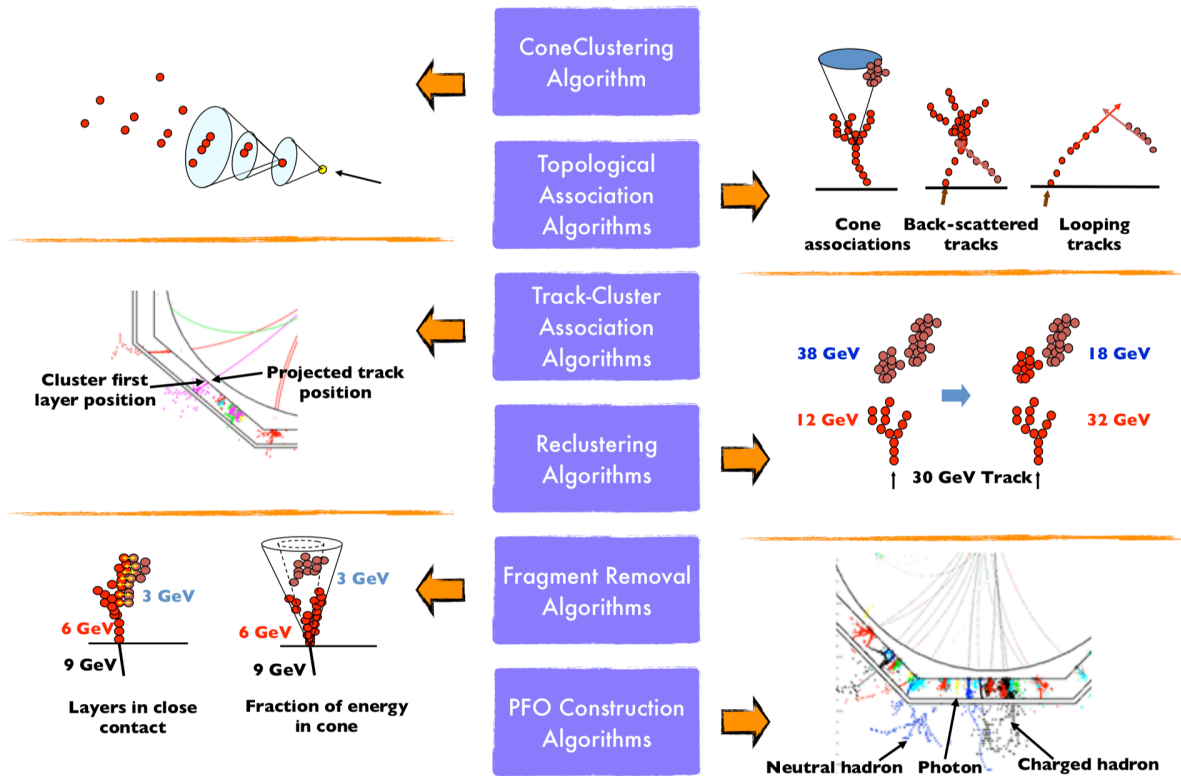 ConeClustering
Algorithm
Topological
Association
Algorithms
Cone
associations
Back-scattered
tracks
Looping
tracks
Track-Cluster
Association
Algorithms
Cluster first
layer position
Projected track
position
Reclustering
Algorithms
38 GeV
18 GeV
12 GeV
32 GeV
30 GeV Track
Fragment Removal
Algorithms
3 GeV
6 GeV
9 GeV
Layers in close
contact
3 GeV
6 GeV
9 GeV
Fraction of energy
in cone
PFO Construction
Algorithms
Neutral hadron
Photon
Charged hadron